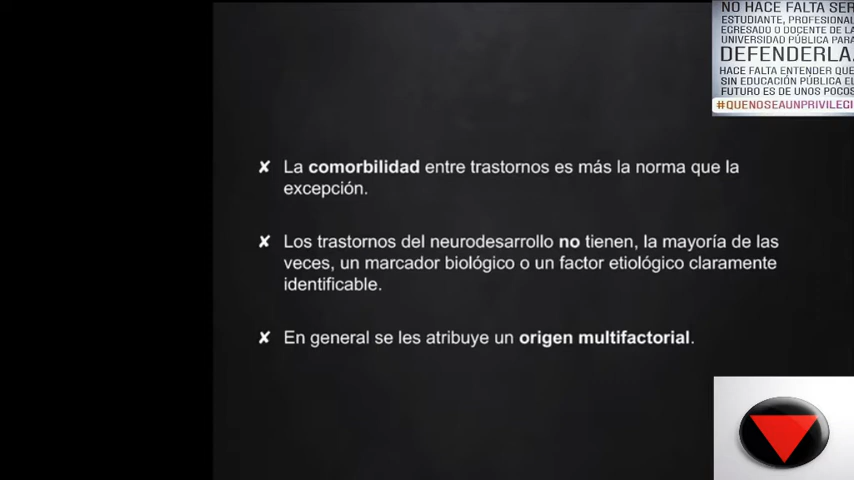 NO HACE FALTA SER
ESTUDIANTE, PROFESIONAL
EGRESADO O DOCENTE DE LA
UNIVERSIDAD PÚBLICA PARA
DEFENDERLA.
HACE FALTA ENTENDER QUE
SIN EDUCACIÓN PÚBLICA EL
FUTURO ES DE UNOS POCOS
#QUENOSEAUNPRIVILEGI
✘ La comorbilidad entre trastornos es más la norma que la
excepción.
✘ Los trastornos del neurodesarrollo no tienen, la mayoría de las
veces, un marcador biológico o un factor etiológico claramente
identificable.
✘ En general se les atribuye un origen multifactorial.